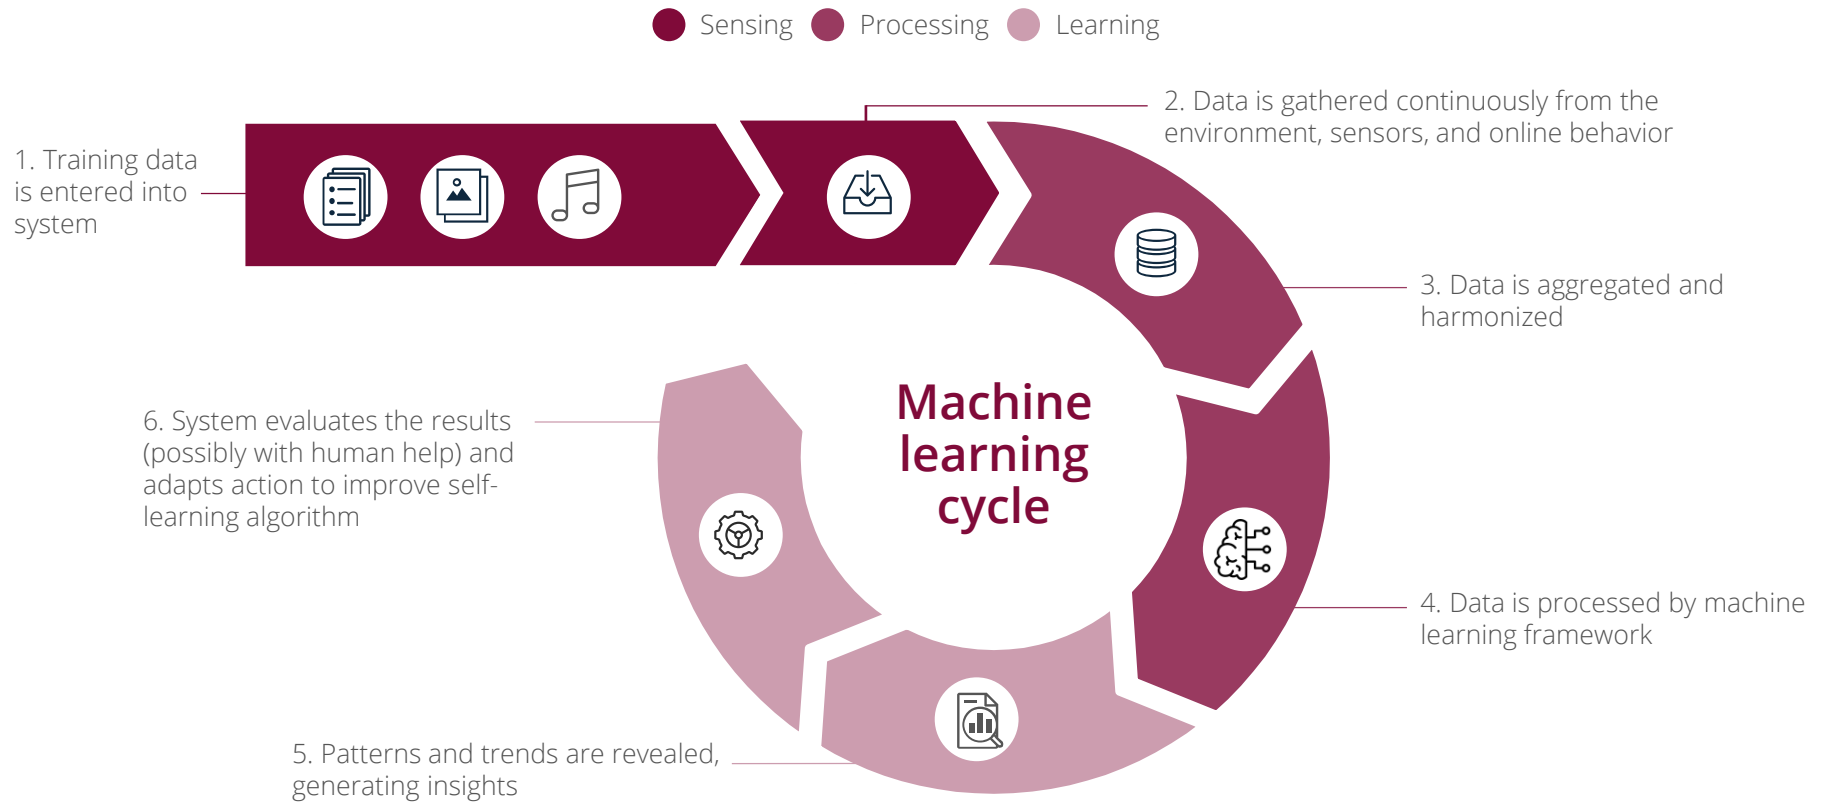 Sensing Processing Learning
1. Training data
is entered into
system
2. Data is gathered continuously from the
environment, sensors, and online behavior
3. Data is aggregated and
harmonized
Machine
learning
cycle
4. Data is processed by machine
learning framework
5. Patterns and trends are revealed,
generating insights
6. System evaluates the results
(possibly with human help) and
adapts action to improve self-
learning algorithm